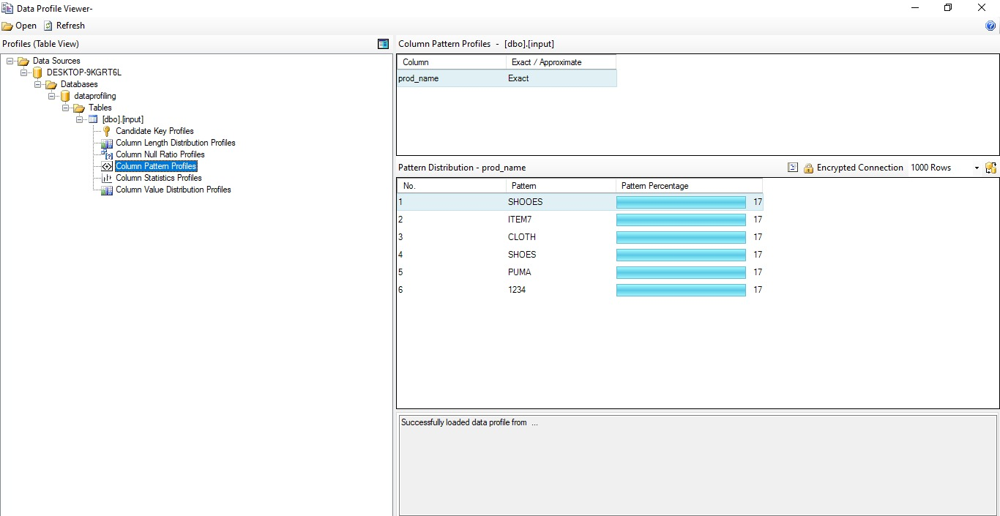 Data Profile Viewer-
Open Refresh
Profiles (Table View)
Data Sources
DESKTOP-9KGRT6L
Databases
dataprofiling
Tables
[dbo].[input]
Candidate Key Profiles
Column Length Distribution Profiles
Column Null Ratio Profiles
Column Pattern Profiles
Column Statistics Profiles
Column Value Distribution Profiles
Column Pattern Profiles - [dbo].[input]
Column Exact / Approximate
prod_name Exact
Pattern Distribution - prod_name Encrypted Connection 1000 Rows
No. Pattern Pattern Percentage
1 SHOOES 17
2 ITEM7 17
3 CLOTH 17
4 SHOES 17
5 PUMA 17
6 1234 17
Successfully loaded data profile from ...